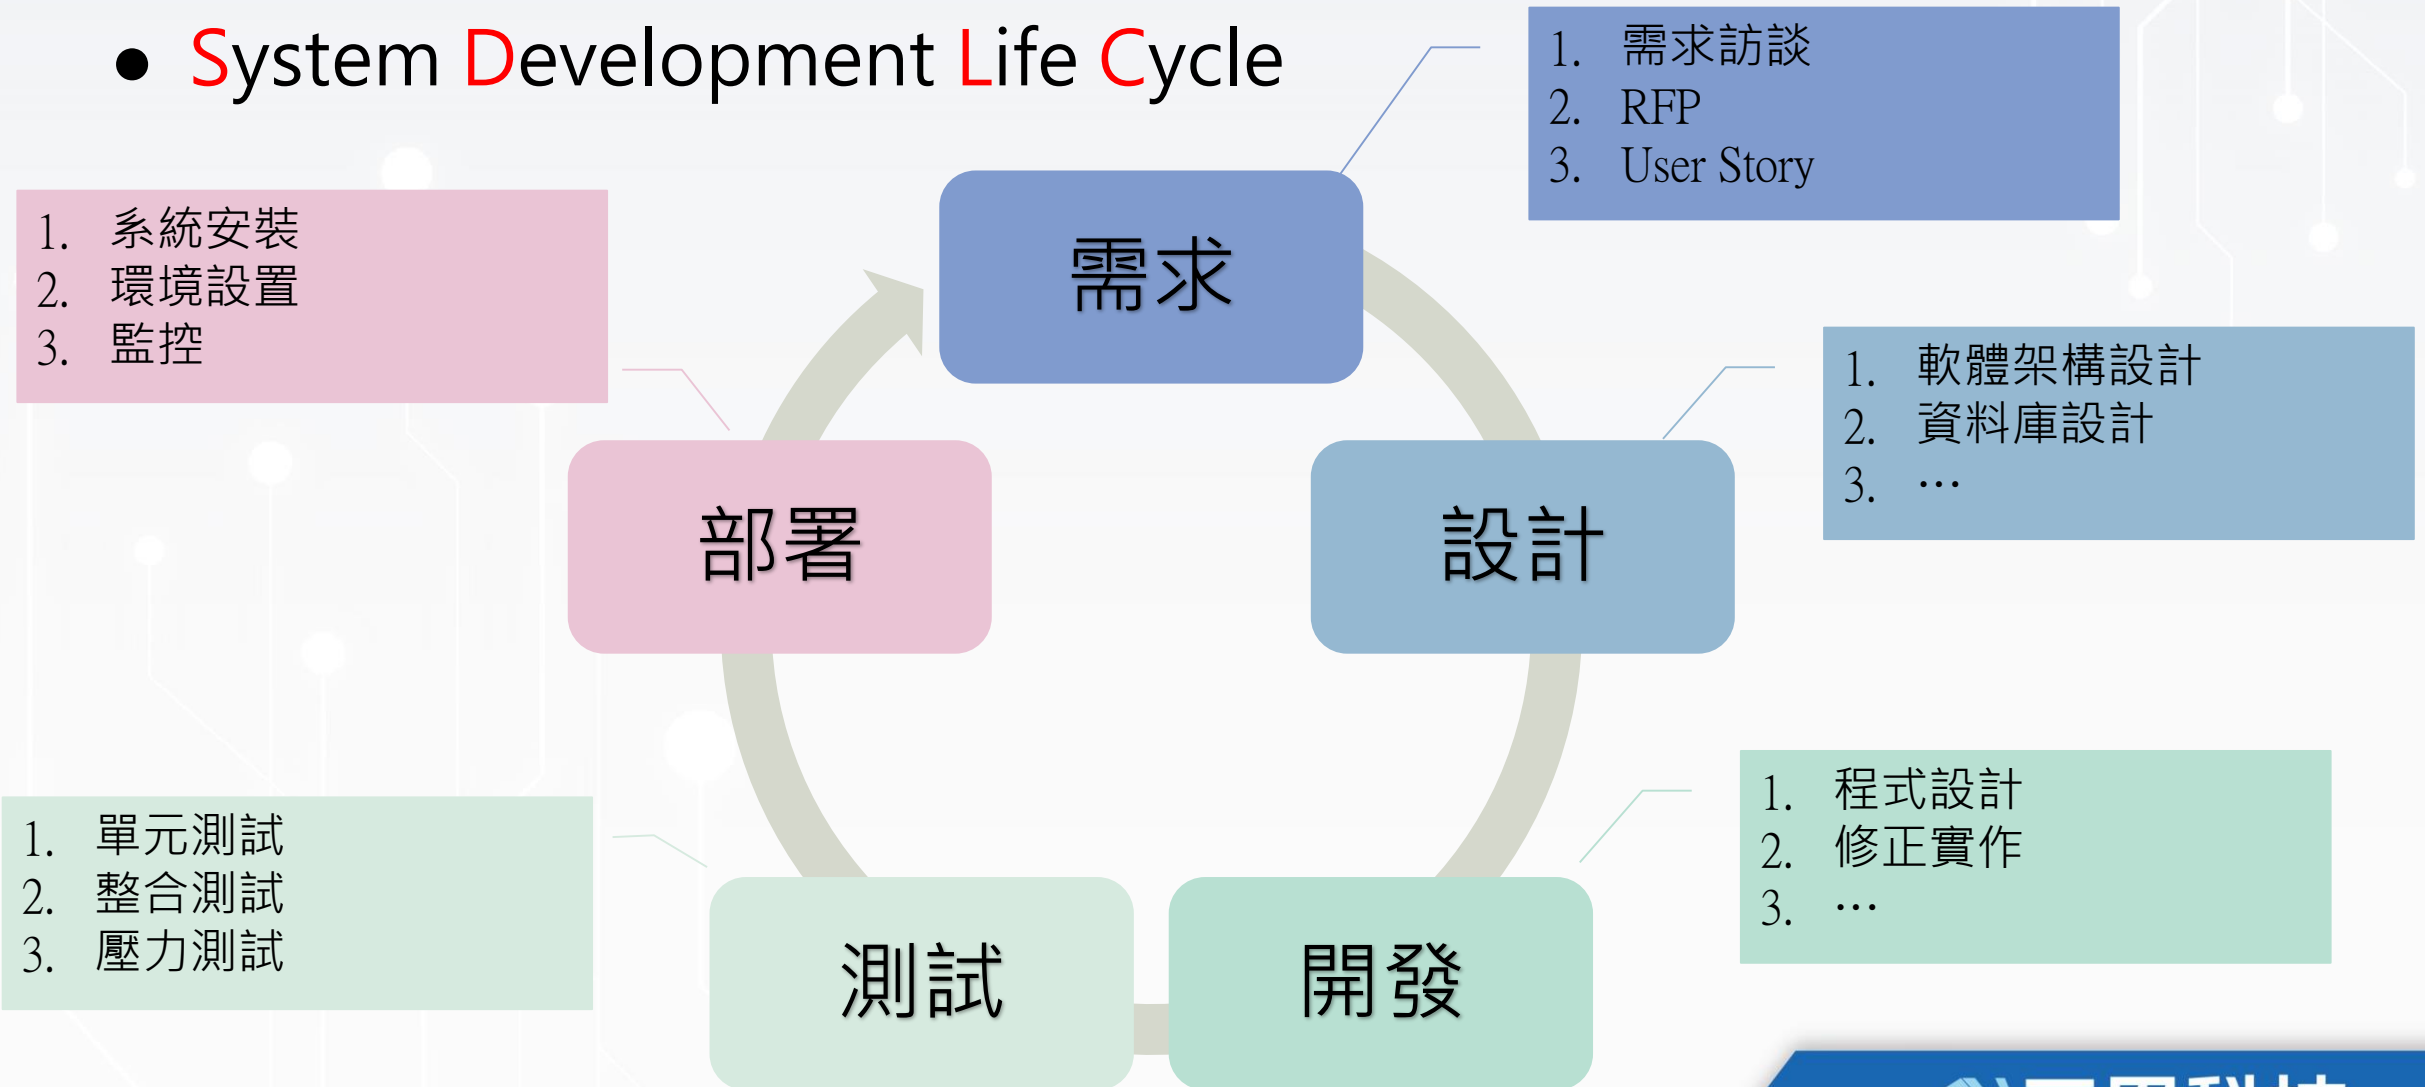 ● System Development Life Cycle
1. 需求訪談
2. RFP
3. User Story
需求
1. 系統安裝
2. 環境設置
3. 監控
部署
1. 軟體架構設計
2. 資料庫設計
3. …
設計
1. 程式設計
2. 修正實作
3. …
開發
1. 單元測試
2. 整合測試
3. 壓力測試
測試